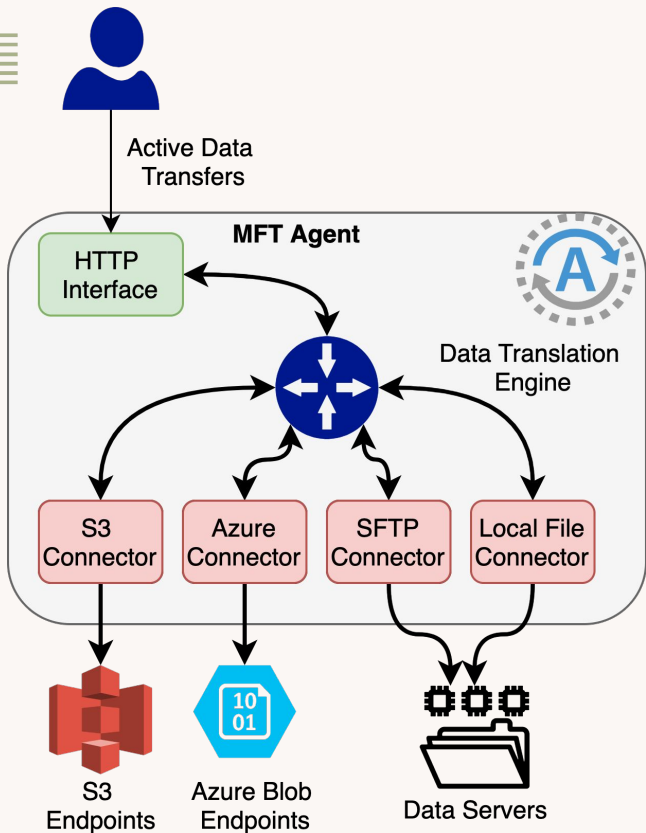 Active Data
Transfers
MFT Agent
A
HTTP
Interface
Data Translation
Engine
S3
Connector
Azure
Connector
SFTP
Connector
Local File
Connector
10
01
S3
Endpoints
Azure Blob
Endpoints
Data Servers